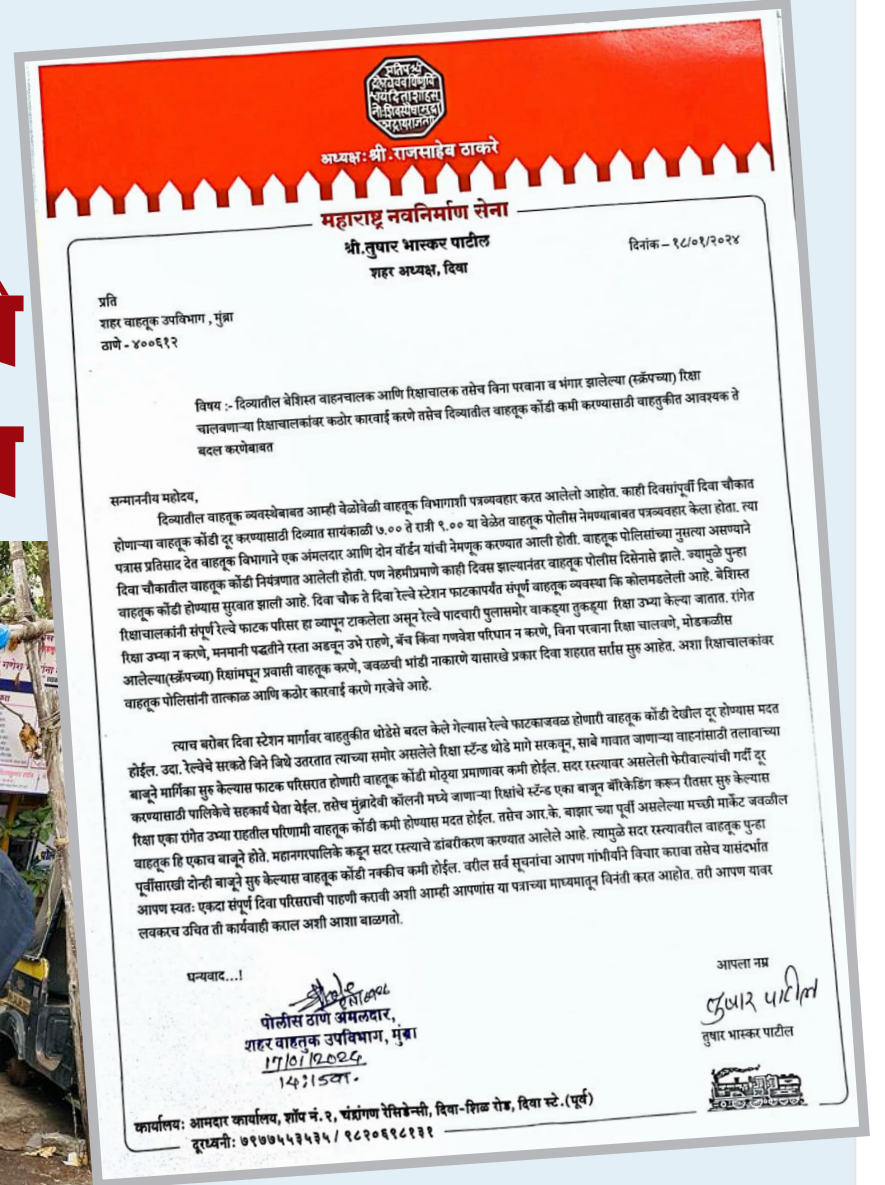 अध्यक्ष: श्री.राजसाहेब ठाकरे
महाराष्ट्र नवनिर्माण सेना
श्री.तुषार भास्कर पाटील
शहर अध्यक्ष, दिवा
दिनांक – १८/०१/२०२४
प्रति
शहर वाहतूक उपविभाग , मुंब्रा
ठाणे - ४००६१२
विषय :- दिव्यातील बेशिस्त वाहनचालक आणि रिक्षाचालक तसेच विना परवाना व भंगार झालेल्या (स्क्रॅपच्या) रिक्षा
चालवणाऱ्या रिक्षाचालकांवर कठोर कारवाई करणे तसेच दिव्यातील वाहतूक कोंडी कमी करण्यासाठी वाहतुकीत आवश्यक ते
बदल करणेबाबत
सन्माननीय महोदय,
दिव्यातील वाहतूक व्यवस्थेबाबत आम्ही वेळोवेळी वाहतूक विभागाशी पत्रव्यवहार करत आलेलो आहोत. काही दिवसांपूर्वी दिवा चौकात
होणाऱ्या वाहतूक कोंडी दूर करण्यासाठी दिव्यात सायंकाळी ७.०० ते रात्री ९.०० या वेळेत वाहतूक पोलीस नेमण्याबाबत पत्रव्यवहार केला होता. त्या
पत्रास प्रतिसाद देत वाहतूक विभागाने एक अंमलदार आणि दोन वॉर्डन यांची नेमणूक करण्यात आली होती. वाहतूक पोलिसांच्या नुसत्या असण्याने
दिवा चौकातील वाहतूक कोंडी नियंत्रणात आलेली होती. पण नेहमीप्रमाणे काही दिवस झाल्यानंतर वाहतूक पोलीस दिसेनासे झाले. ज्यामुळे पुन्हा
वाहतूक कोंडी होण्यास सुरवात झाली आहे. दिवा चौक ते दिवा रेल्वे स्टेशन फाटकापर्यंत संपूर्ण वाहतूक व्यवस्था कि कोलमडलेली आहे. बेशिस्त
रिक्षाचालकांनी संपूर्ण रेल्वे फाटक परिसर हा व्यापून टाकलेला असून रेल्वे पादचारी पुलासमोर वाकड्या तुकड्या रिक्षा उभ्या केल्या जातात. रांगेत
रिक्षा उभ्या न करणे, मनमानी पद्धतीने रस्ता अडवून उभे राहणे, बॅच किंवा गणवेश परिधान न करणे, विना परवाना रिक्षा चालवणे, मोडकळीस
आलेल्या(स्क्रॅपच्या) रिक्षांमधून प्रवासी वाहतूक करणे, जवळची भांडी नाकारणे यासारखे प्रकार दिवा शहरात सर्रास सुरु आहेत. अशा रिक्षाचालकांवर
वाहतूक पोलिसांनी तात्काळ आणि कठोर कारवाई करणे गरजेचे आहे.
त्याच बरोबर दिवा स्टेशन मार्गावर वाहतुकीत थोडेसे बदल केले गेल्यास रेल्वे फाटकाजवळ होणारी वाहतूक कोंडी देखील दूर होण्यास मदत
होईल. उदा. रेल्वेचे सरकते जिने जिथे उतरतात त्याच्या समोर असलेले रिक्षा स्टॅन्ड थोडे मागे सरकवून, साबे गावात जाणाऱ्या वाहनांसाठी तलावाच्या
बाजूने मार्गिका सुरु केल्यास फाटक परिसरात होणारी वाहतूक कोंडी मोठ्या प्रमाणावर कमी होईल. सदर रस्त्यावर असलेली फेरीवाल्यांची गर्दी दूर
करण्यासाठी पालिकेचे सहकार्य घेता येईल. तसेच मुंब्रादेवी कॉलनी मध्ये जाणाऱ्या रिक्षांचे स्टॅन्ड एका बाजून बॅरिकेडिंग करून रीतसर सुरु केल्यास
रिक्षा एका रांगेत उभ्या राहतील परिणामी वाहतूक कोंडी कमी होण्यास मदत होईल. तसेच आर.के. बाझार च्या पूर्वी असलेल्या मच्छी मार्केट जवळील
वाहतूक हि एकाच बाजूने होते. महानगरपालिके कडून सदर रस्त्याचे डांबरीकरण करण्यात आलेले आहे. त्यामुळे सदर रस्त्यावरील वाहतूक पुन्हा
पूर्वीसारखी दोन्ही बाजूने सुरु केल्यास वाहतूक कोंडी नक्कीच कमी होईल. वरील सर्व सूचनांचा आपण गांभीर्याने विचार करावा तसेच यासंदर्भात
आपण स्वतः एकदा संपूर्ण दिवा परिसराची पाहणी करावी अशी आम्ही आपणांस या पत्राच्या माध्यमातून विनंती करत आहोत. तरी आपण यावर
लवकरच उचित ती कार्यवाही कराल अशी आशा बाळगतो.
धन्यवाद...!
आपला नम्र
तुषार पाटील
तुषार भास्कर पाटील
पोलीस ठाणे अंमलदार,
शहर वाहतुक उपविभाग, मुंब्रा
17/01/2024
कार्यालय: आमदार कार्यालय, शॉप नं. २, चंद्रांगण रेसिडेन्सी, दिवा-शिळ रोड, दिवा स्टे.(पूर्व)
दूरध्वनी: ७९७७५५३५३५ / ९८२०६९८१३१